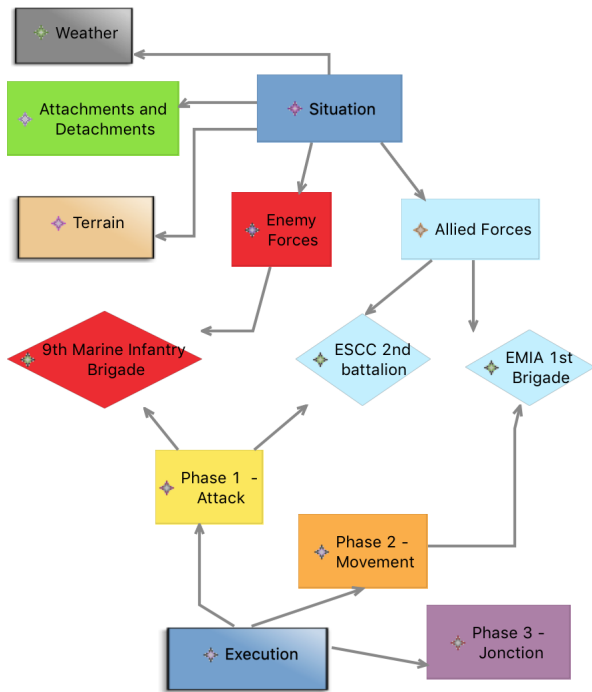 Weather
Situation
Attachments and
Detachments
Terrain
Enemy
Forces
Allied Forces
9th Marine Infantry
Brigade
ESCC 2nd
battalion
EMIA 1st
Brigade
Phase 1  -
Attack
Phase 2 -
Movement
Phase 3 -
Jonction
Execution